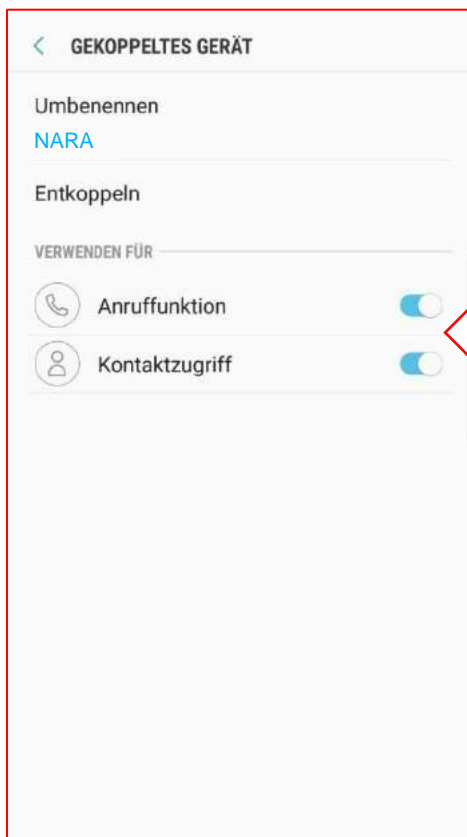 GEKOPPELTES GERÄT
Umbenennen
NARA
Entkoppeln
VERWENDEN FÜR
Anruffunktion
Kontaktzugriff